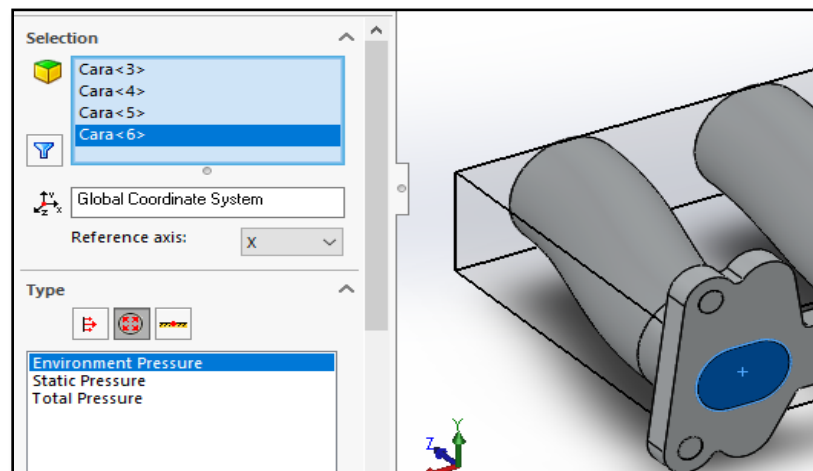 Selection
Cara<3>
Cara<4>
Cara<5>
Cara<6>
Global Coordinate System
Reference axis: X
Type
Environment Pressure
Static Pressure
Total Pressure
Y
Z